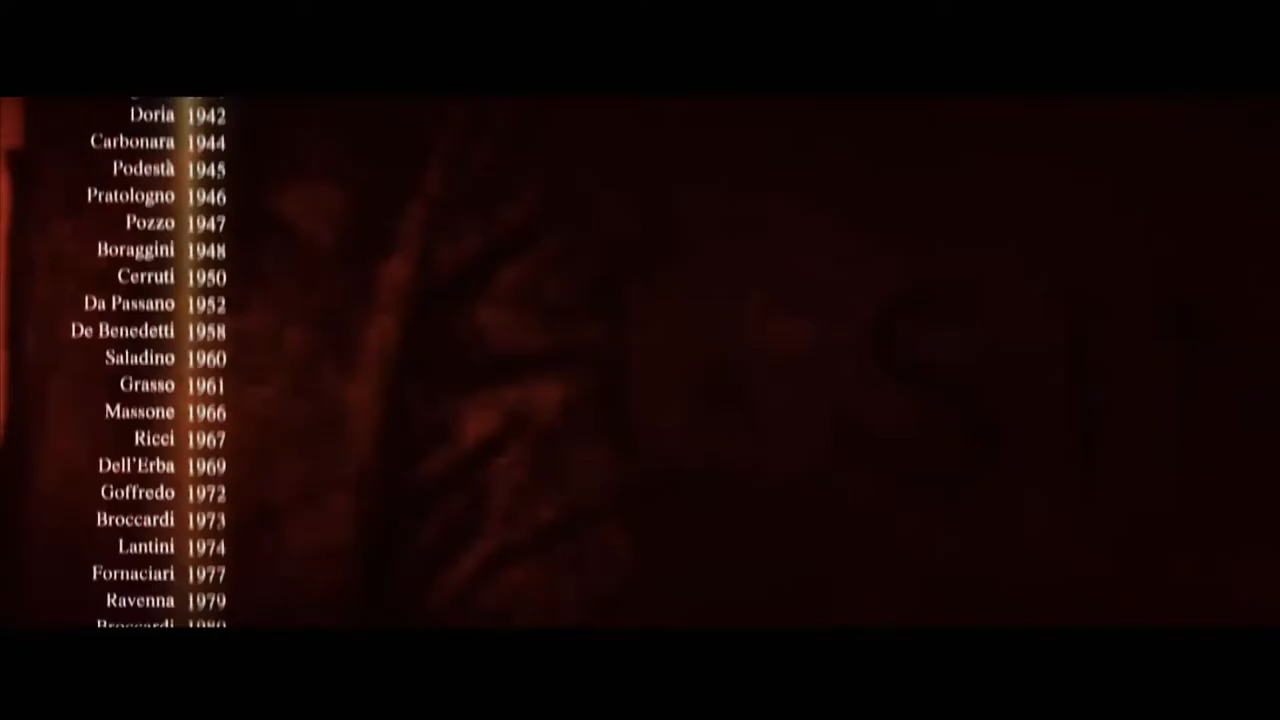 Doria 1942
Carbonara 1944
Podestà 1945
Pratologno 1946
Pozzo 1947
Boraggini 1948
Cerruti 1950
Da Passano 1952
De Benedetti 1958
Saladino 1960
Grasso 1961
Massone 1966
Ricci 1967
Dell'Erba 1969
Goffredo 1972
Broccardi 1973
Lantini 1974
Fornaciari 1977
Ravenna 1979
Broccardi 1980